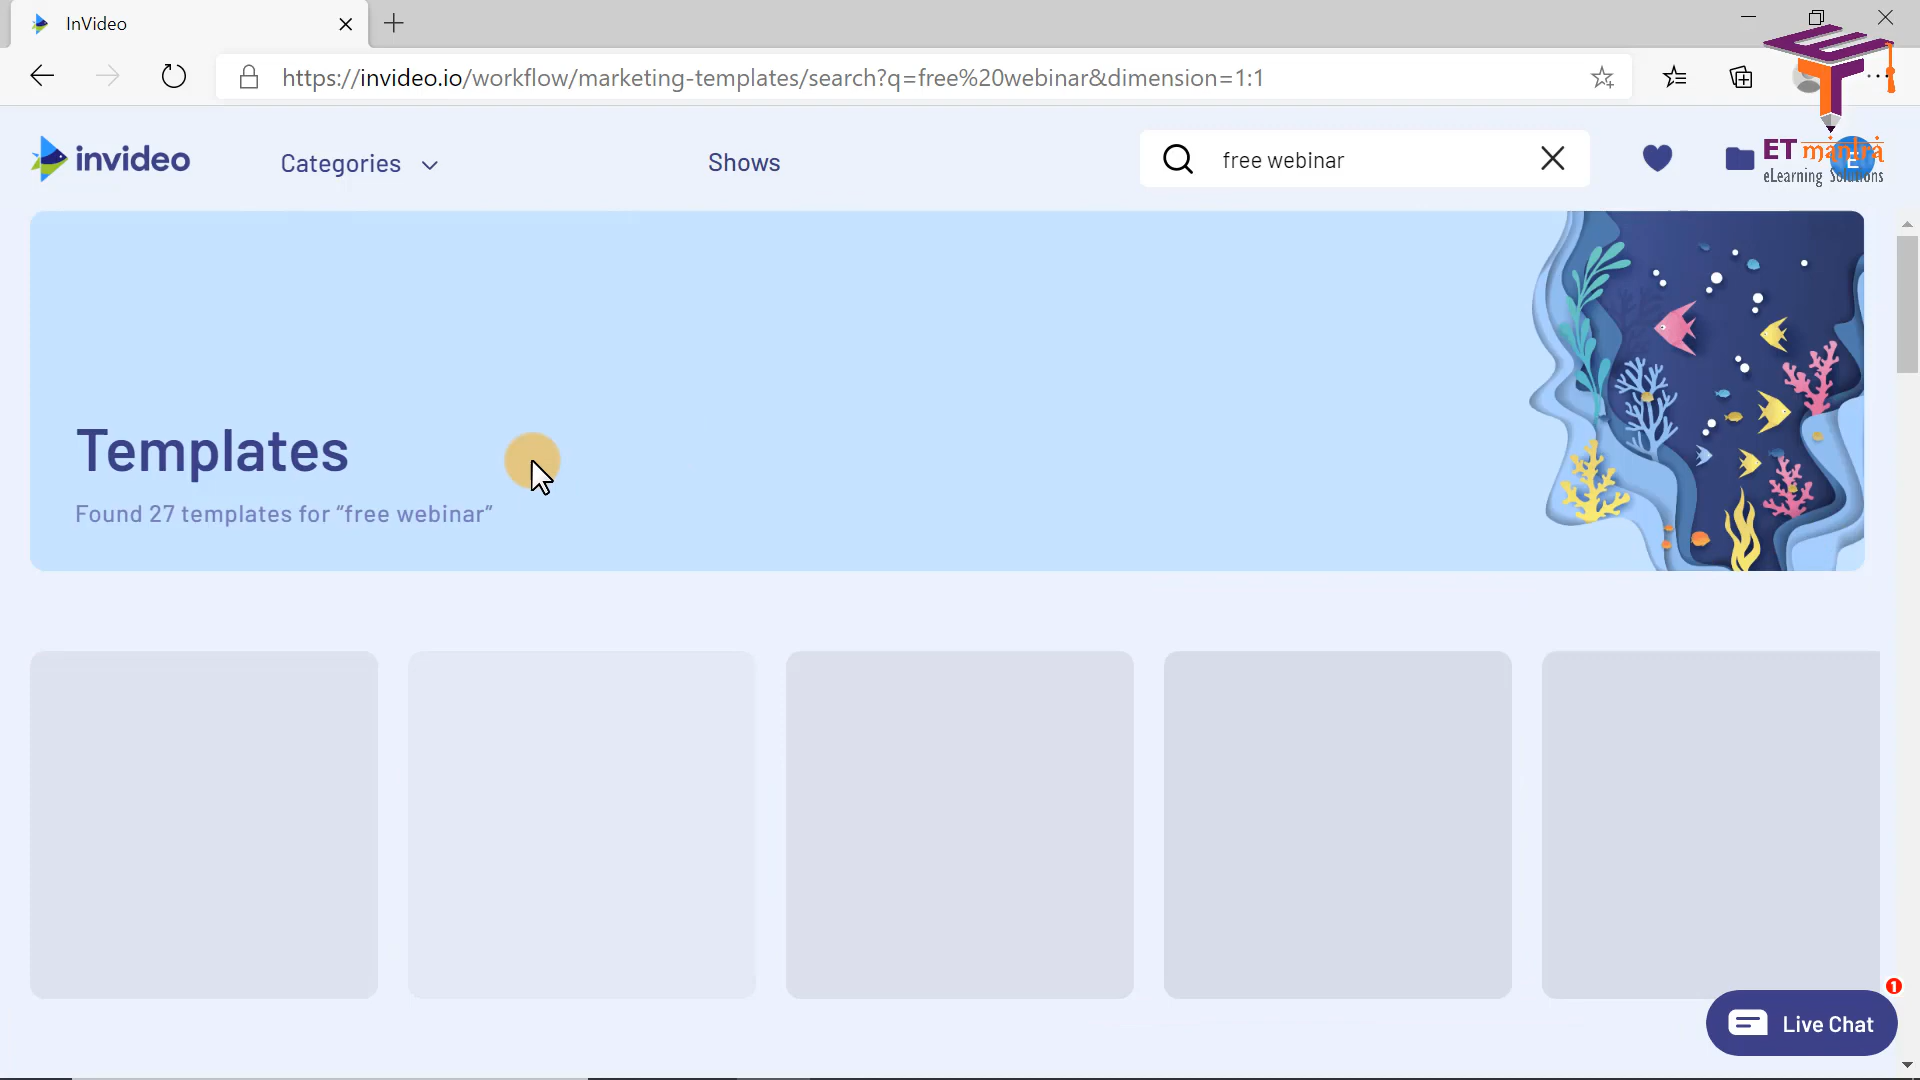 InVideo
https://invideo.io/workflow/marketing-templates/search?q=free%20webinar&dimension=1:1
invideo
Categories
Shows
free webinar
E
ET mantra
eLearning Solutions
Templates
Found 27 templates for “free webinar”
1
Live Chat